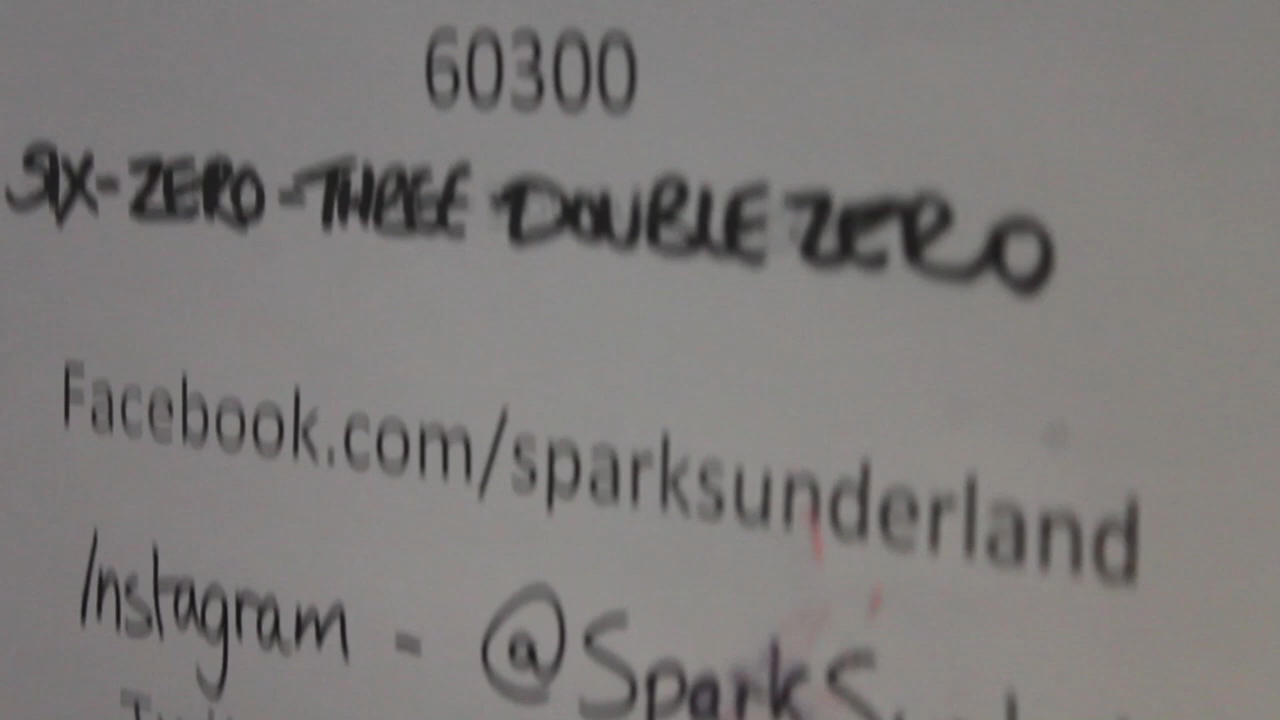 60300
SIX-ZERO-THREE DOUBLE ZERO
Facebook.com/sparksunderland
Instagram - @Spark